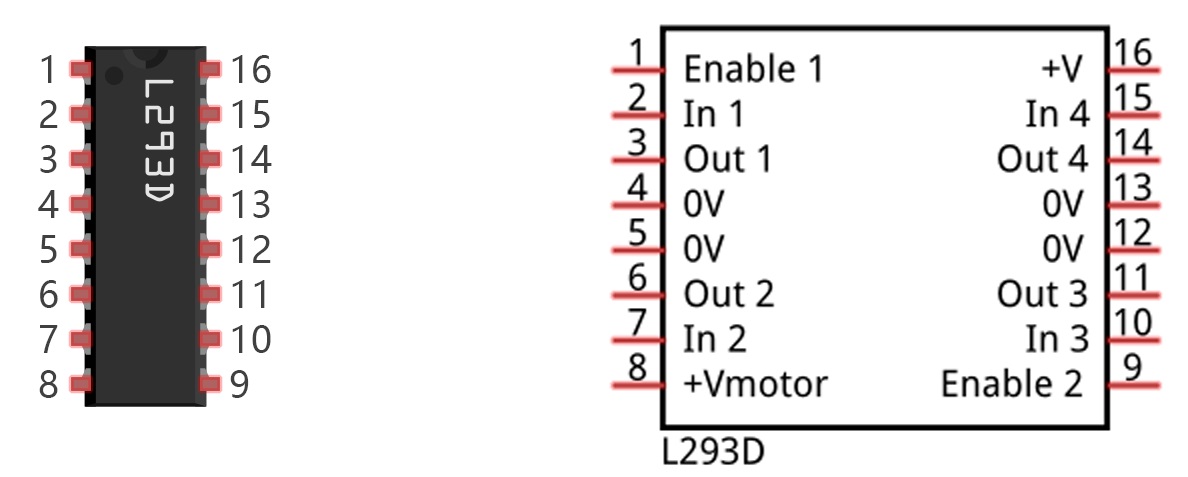 1 L293D 16
2 15
3 14
4 13
5 12
6 11
7 10
8 9
1 Enable 1 +V 16
2 In 1 In 4 15
3 Out 1 Out 4 14
4 0V 0V 13
5 0V 0V 12
6 Out 2 Out 3 11
7 In 2 In 3 10
8 +Vmotor Enable 2 9
L293D